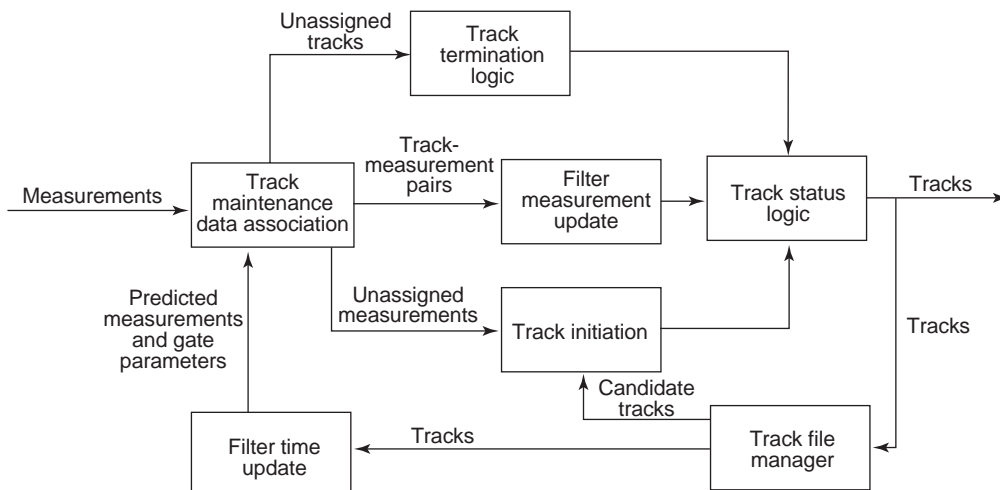 Unassigned
tracks
Track
termination
logic
Measurements
Track
maintenance
data association
Track-
measurement
pairs
Filter
measurement
update
Track status
logic
Tracks
Predicted
measurements
and gate
parameters
Unassigned
measurements
Track initiation
Tracks
Candidate
tracks
Filter time
update
Tracks
Track file
manager